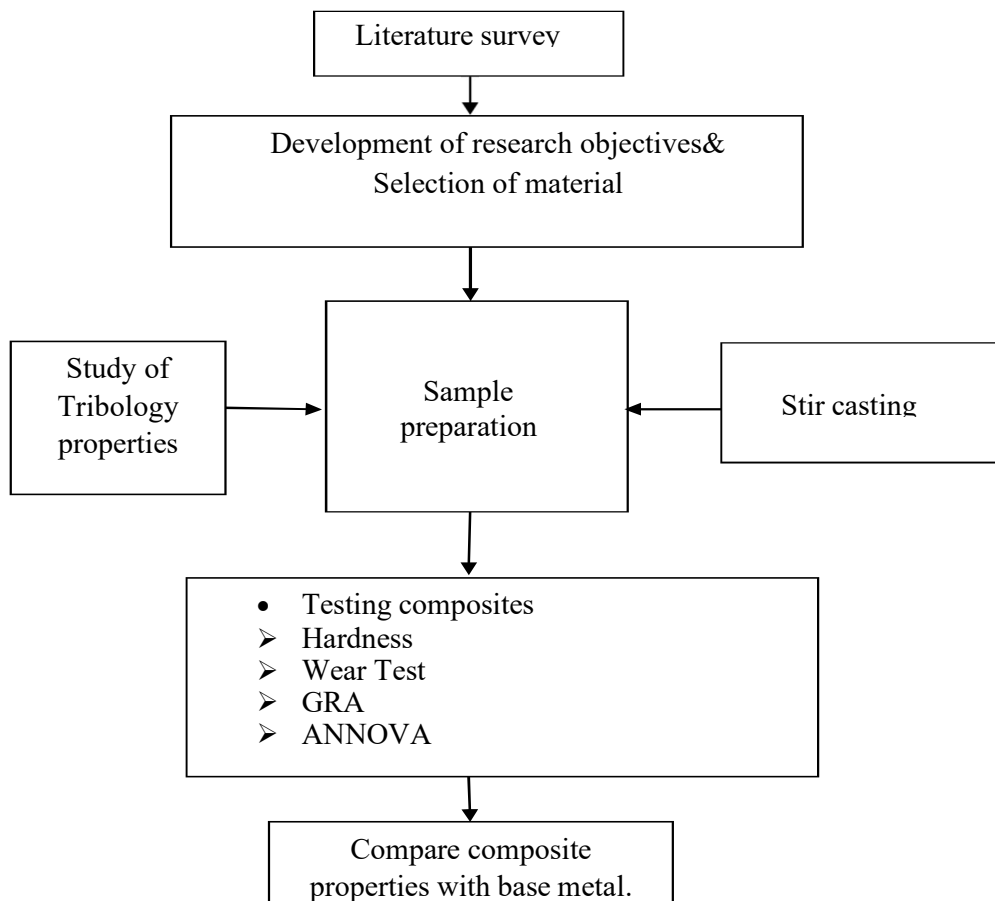 Literature survey
Development of research objectives&
Selection of material
Study of
Tribology
properties
Sample
preparation
Stir casting
• Testing composites
➢ Hardness
➢ Wear Test
➢ GRA
➢ ANNOVA
Compare composite
properties with base metal.